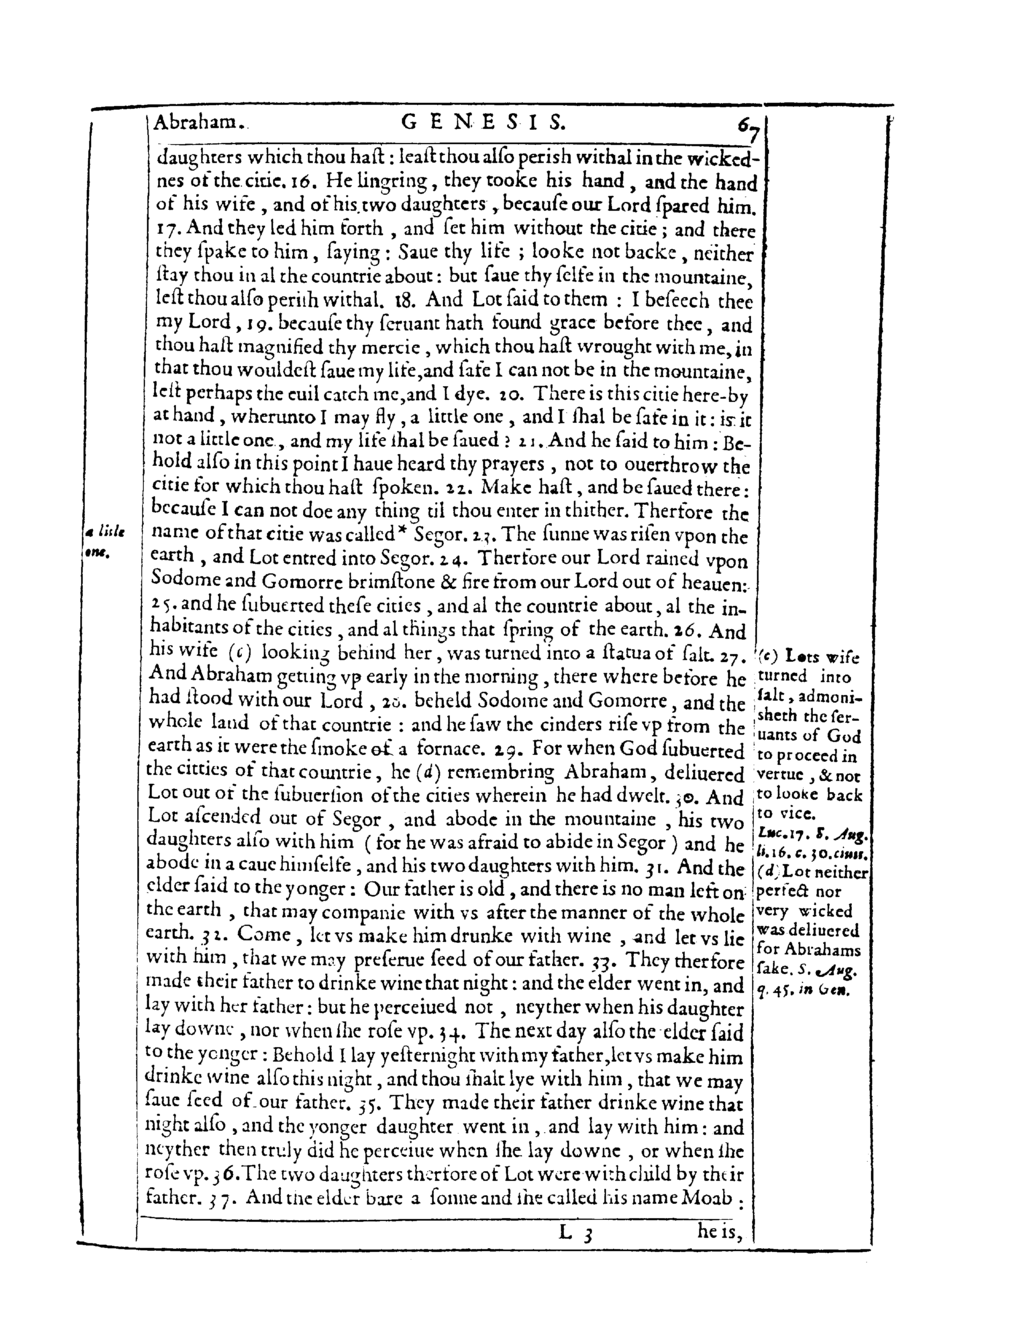 Abraham. GENESIS. 67
daughters which thou haſt : leaſt thou alſo perish withal in the wicked-
nes of the citie. 16. He lingring , they tooke his hand , and the hand
of his wife , and of his two daughters , becauſe our Lord ſpared him.
17. And they led him forth , and ſet him without the citie ; and there
they ſpake to him , ſaying : Saue thy life ; looke not backe , neither
ſtay thou in al the countrie about : but ſaue thy ſelfe in the mountaine,
leſt thou alſo perish withal. 18. And Lot ſaid to them : I beſeech thee
my Lord , 19. becauſe thy ſeruant hath found grace before thee , and
thou haſt magnified thy mercie , which thou haſt wrought with me, in
that thou wouldeſt ſaue my life, and ſafe I can not be in the mountaine,
leſt perhaps the euil catch me, and I dye. 20. There is this citie here-by
at hand , wherunto I may fly , a little one , and I ſhal be ſafe in it : is it
not a little one , and my life ſhal be ſaued ? 21. And he ſaid to him : Be-
hold alſo in this point I haue heard thy prayers , not to ouerthrow the
citie for which thou haſt ſpoken. 22. Make haſt , and be ſaued there :
becauſe I can not doe any thing til thou enter in thither. Therfore the
name of that citie was called * Segor. 23. The ſunne was riſen vpon the
earth , and Lot entred into Segor. 24. Therfore our Lord rained vpon
Sodome and Gomorre brimſtone & fire from our Lord out of heauen:
25. and he ſubuerted theſe cities , and al the countrie about, al the in-
habitants of the cities , and al things that ſpring of the earth. 26. And
his wife (c) looking behind her , was turned into a ſtatua of ſalt. 27.
And Abraham getting vp early in the morning , there where before he
had ſtood with our Lord , 28. beheld Sodome and Gomorre , and the
whole land of that countrie : and he ſaw the cinders riſe vp from the
earth as it were the ſmoke of a fornace. 29. For when God ſubuerted
the citties of that countrie, he (d) remembring Abraham, deliuered
Lot out of the ſubuerſion of the cities wherein he had dwelt. 30. And
Lot aſcended out of Segor , and abode in the mountaine , his two
daughters alſo with him ( for he was afraid to abide in Segor ) and he
abode in a caue himſelfe , and his two daughters with him. 31. And the
elder ſaid to the yonger : Our father is old , and there is no man left on
the earth , that may companie with vs after the manner of the whole
earth. 32. Come , let vs make him drunke with wine , and let vs lie
with him , that we may preſerue ſeed of our father. 33. They therfore
made their father to drinke wine that night : and the elder went in, and
lay with her father : but he perceiued not , neyther when his daughter
lay downe , nor when ſhe roſe vp. 34. The next day alſo the elder ſaid
to the yonger : Behold I lay yeſternight with my father, let vs make him
drinke wine alſo this night , and thou ſhalt lye with him , that we may
ſaue ſeed of our father. 35. They made their father drinke wine that
night alſo , and the yonger daughter went in , and lay with him : and
neyther then truly did he perceiue when ſhe lay downe , or when ſhe
roſe vp. 36. The two daughters therfore of Lot were with child by their
father. 37. And the elder bare a ſonne and ſhe called his name Moab :
L 3 he is,
a litle
one.
(c) Lots wife
turned into
ſalt , admoni-
sheth the ſer-
uants of God
to proceed in
vertue , & not
to looke back
to vice.
Luc. 17. S. Aug.
li. 16. c. 30. ciuit.
(d) Lot neither
perfect nor
very wicked
was deliuered
for Abrahams
ſake. S. Aug.
q. 45. in Gen.